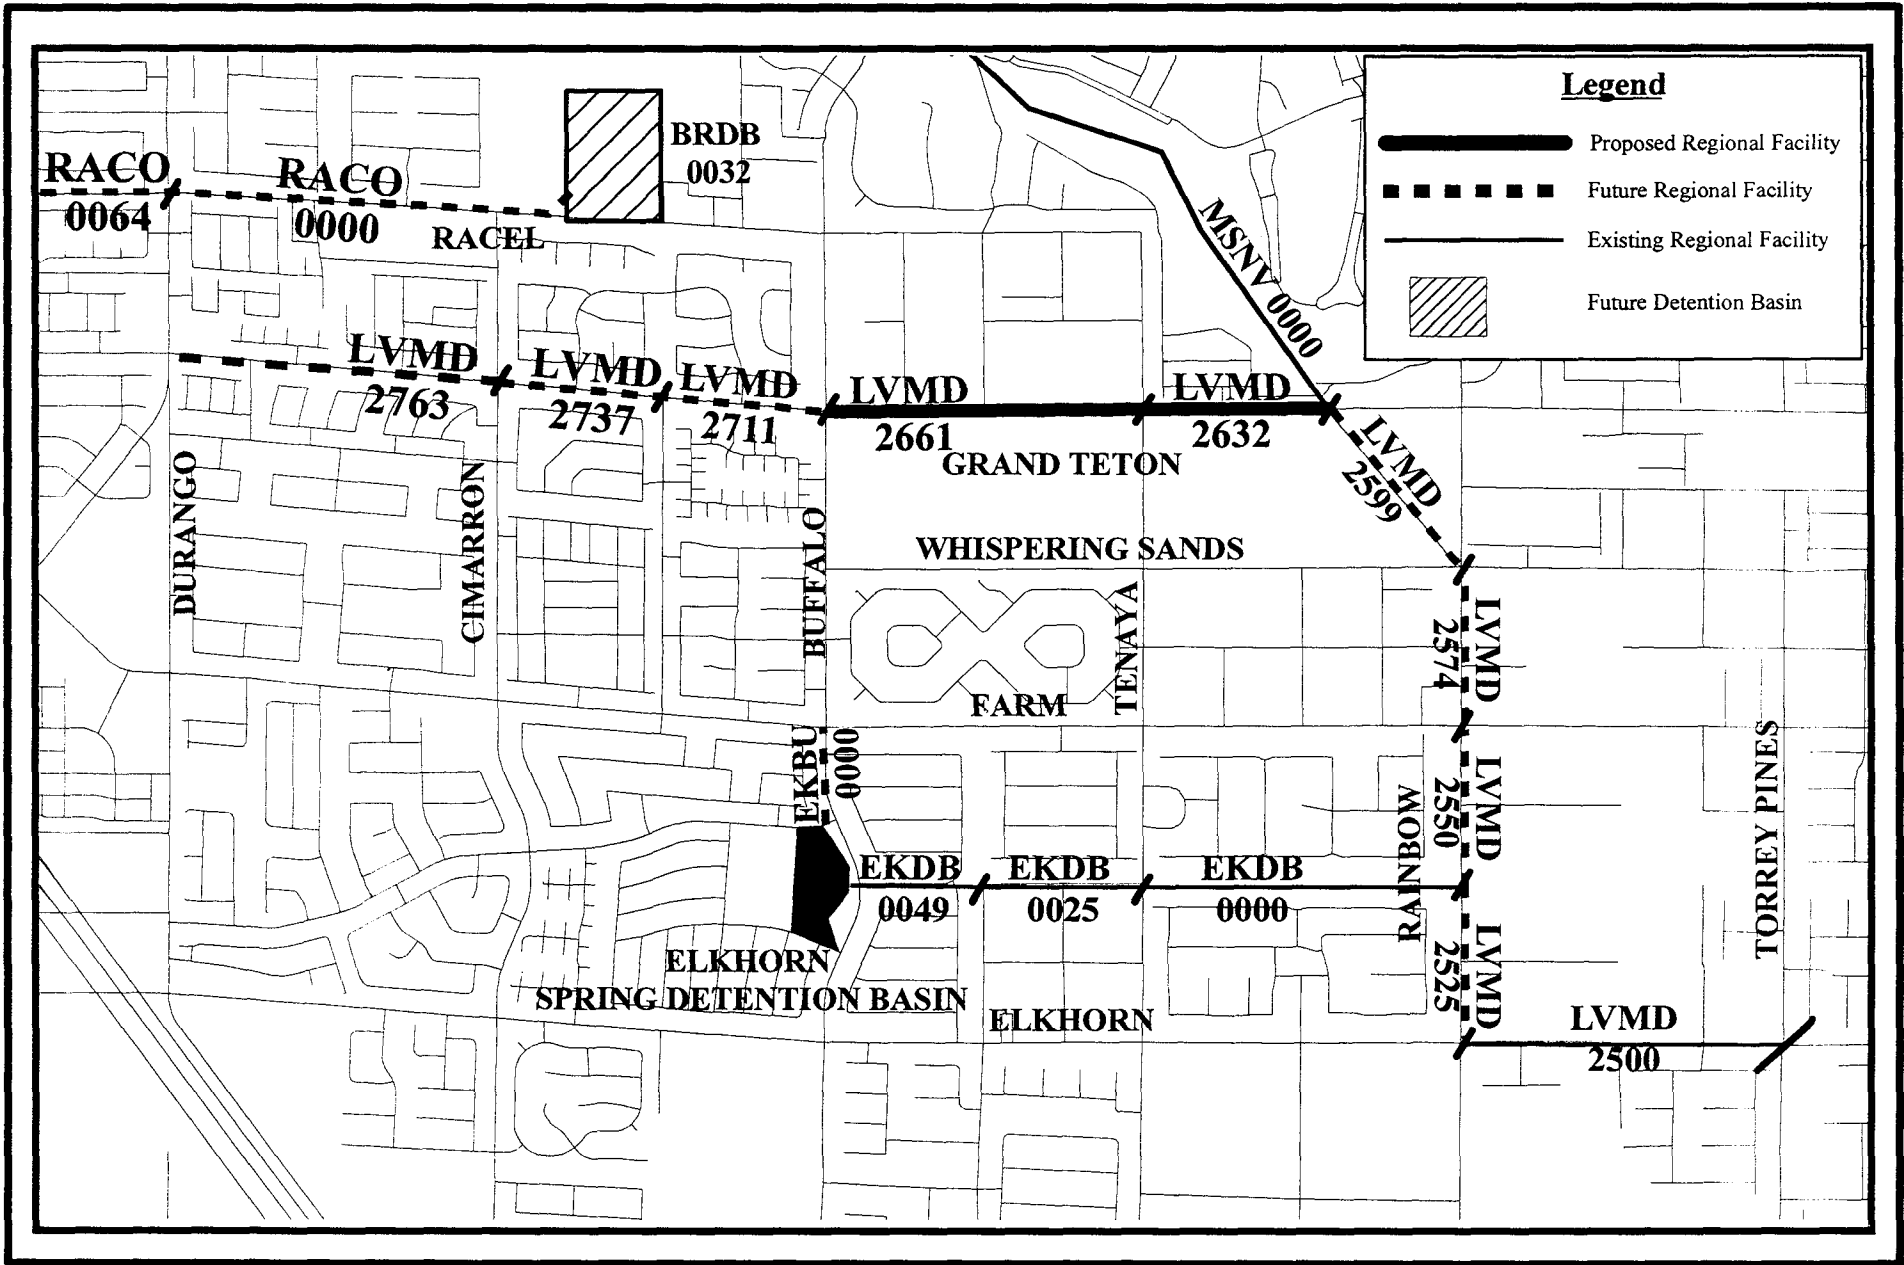 Legend
Proposed Regional Facility
Future Regional Facility
Existing Regional Facility
Future Detention Basin
BRDB
0032
RACO
0064
RACO
0000
RACEL
MSNV 0000
LVMD
2763
LVMD
2737
LVMD
2711
LVMD
2661
LVMD
2632
GRAND TETON
LVMD
2599
DURANGO
CIMARRON
BUFFALO
WHISPERING SANDS
TENAYA
FARM
LVMD
2574
EKBU
0000
LVMD
2550
RAINBOW
TORREY PINES
EKDB
0049
EKDB
0025
EKDB
0000
LVMD
2525
ELKHORN
SPRING DETENTION BASIN
ELKHORN
LVMD
2500